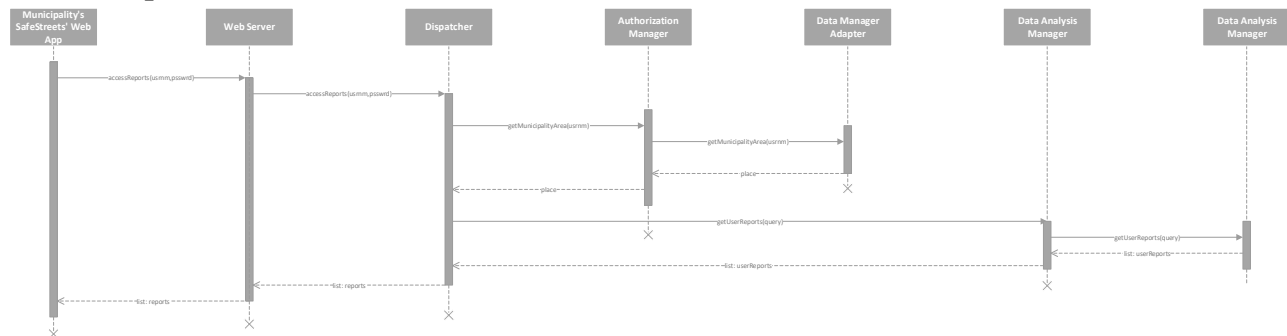 Municipality's
SafeStreets' Web
App
Web Server
Dispatcher
Authorization
Manager
Data Manager
Adapter
Data Analysis
Manager
Data Analysis
Manager
accessReports(usrnm,psswrd)
accessReports(usrnm,psswrd)
getMunicipalityArea(usrnm)
getMunicipalityArea(usrnm)
place
place
getUserReports(query)
getUserReports(query)
list: userReports
list: userReports
list: reports
list: reports